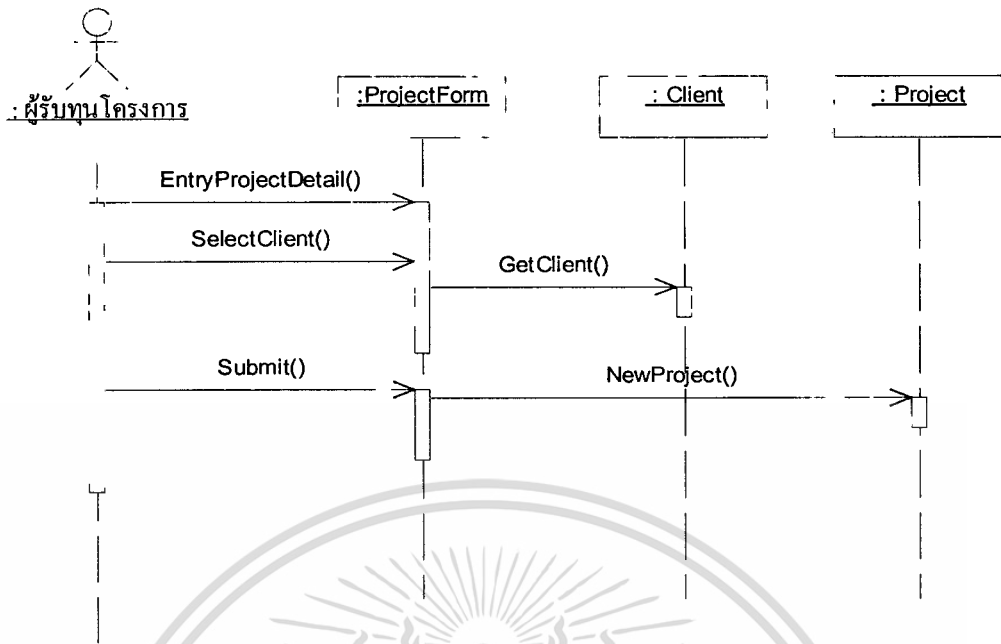 : ผู้รับทุนโครงการ
:ProjectForm
: Client
: Project
EntryProjectDetail()
SelectClient()
GetClient()
Submit()
NewProject()